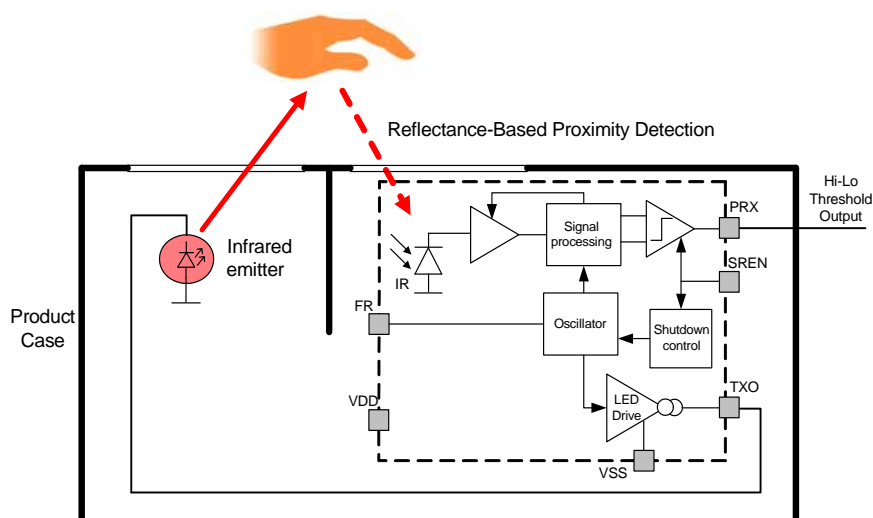 Reflectance-Based Proximity Detection
Hi-Lo
Threshold
Output
PRX
Signal
processing
Infrared
emitter
IR
SREN
Product
Case
FR
Oscillator
Shutdown
control
VDD
LED
Drive
TXO
VSS